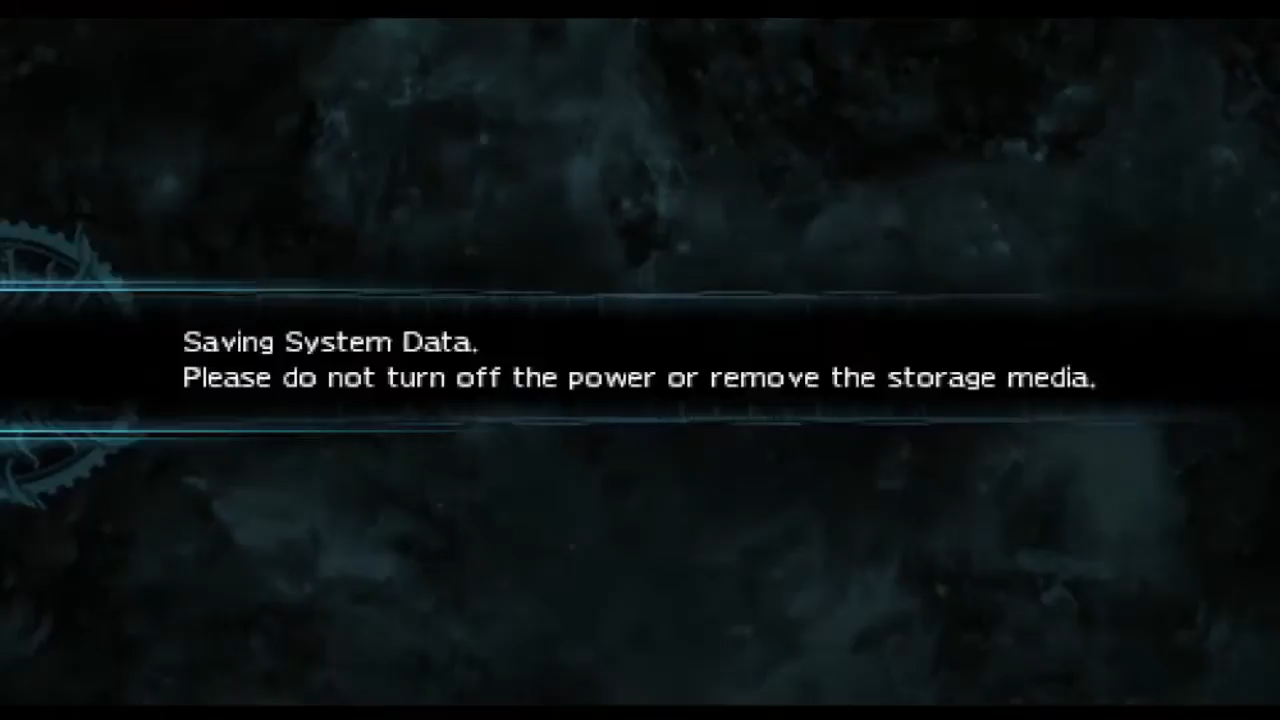 Saving System Data.
Please do not turn off the power or remove the storage media.